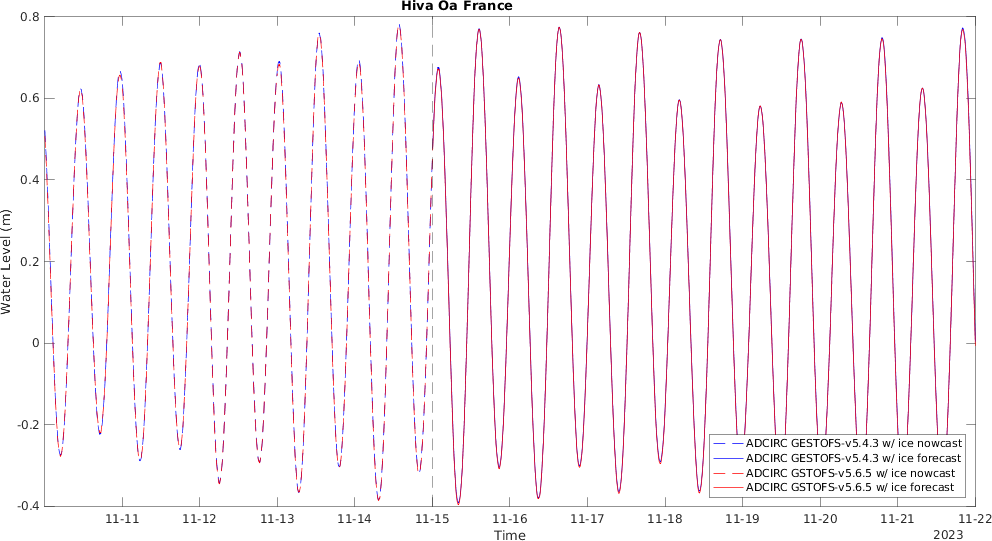 Hiva Oa France
0.8
0.6
0.4
0.2
0
-0.2
-0.4
Water Level (m)
11-11 11-12 11-13 11-14 11-15 11-16 11-17 11-18 11-19 11-20 11-21 11-22
Time
2023
ADCIRC GESTOFS-v5.4.3 w/ ice nowcast
ADCIRC GESTOFS-v5.4.3 w/ ice forecast
ADCIRC GSTOFS-v5.6.5 w/ ice nowcast
ADCIRC GSTOFS-v5.6.5 w/ ice forecast